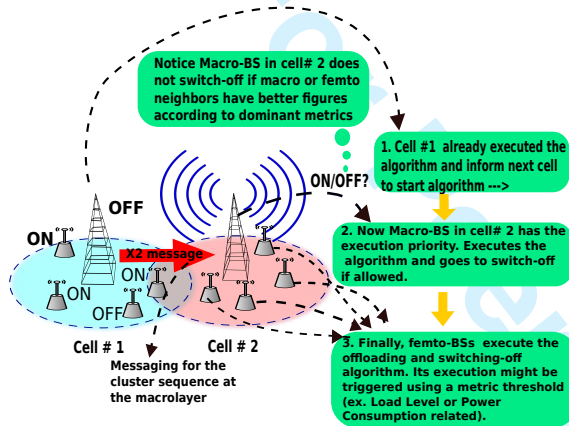 Notice Macro-BS in cell# 2 does
not switch-off if macro or femto
neighbors have better figures
according to dominant metrics
1. Cell #1 already executed the
algorithm and inform next cell
to start algorithm --->
ON/OFF?
OFF
ON
X2 message
2. Now Macro-BS in cell# 2 has the
execution priority. Executes the
algorithm and goes to switch-off
if allowed.
ON
ON
OFF
Cell # 1
Cell # 2
3. Finally, femto-BSs execute the
offloading and switching-off
algorithm. Its execution might be
triggered using a metric threshold
(ex. Load Level or Power
Consumption related).
Messaging for the
cluster sequence at
the macrolayer